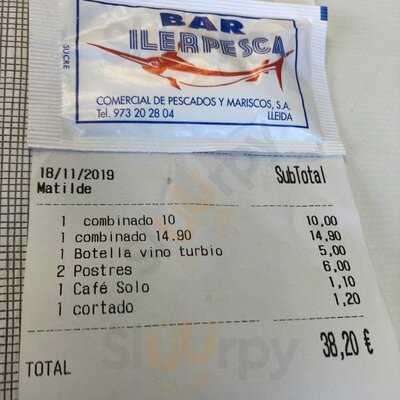 BAR
ILERPESCA
SUCRE
COMERCIAL DE PESCADOS Y MARISCOS, S.A.
Tel. 973 20 28 04 LLEIDA
18/11/2019 SubTotal
Matilde
1 combinado 10 10,00
1 combinado 14.90 14,90
1 Botella vino turbio 5,00
2 Postres 6,00
1 Café Solo 1,10
1 cortado 1,20
38,20 €
TOTAL
Sluurpy